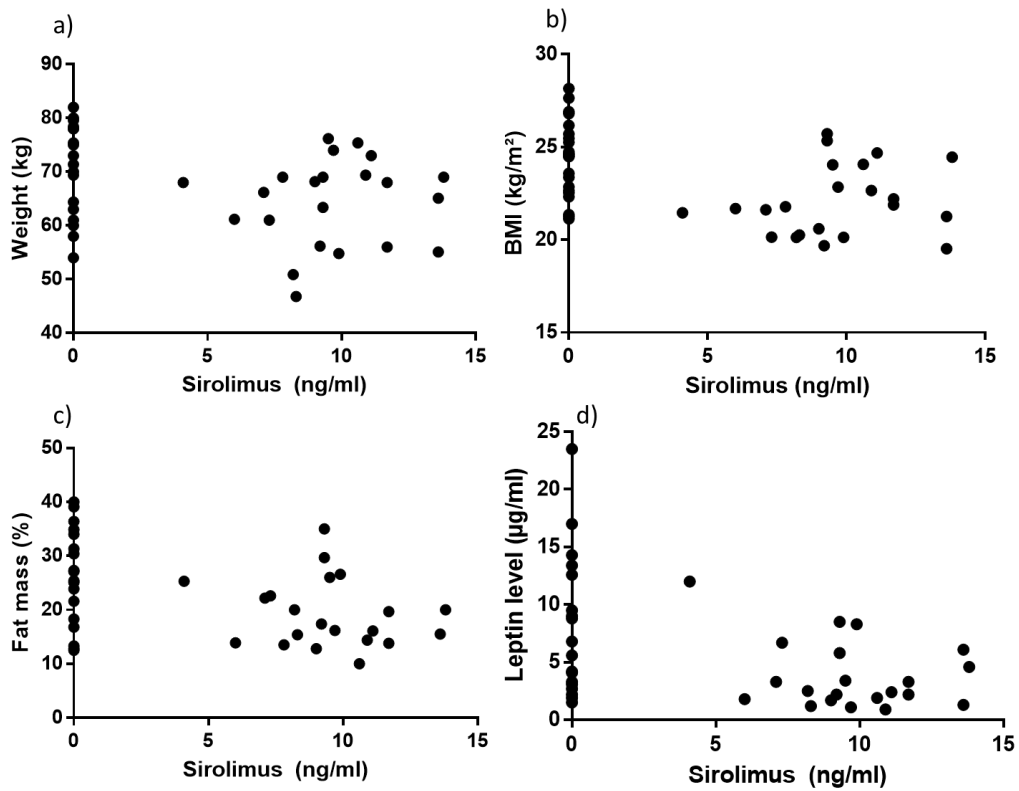 a)
90
80
70
60
50
40
Weight (kg)
0 5 10 15
Sirolimus (ng/ml)
b)
30
25
20
15
BMI (kg/m²)
0 5 10 15
Sirolimus (ng/ml)
c)
50
40
30
20
10
0
Fat mass (%)
0 5 10 15
Sirolimus (ng/ml)
d)
25
20
15
10
5
0
Leptin level (µg/ml)
0 5 10 15
Sirolimus (ng/ml)